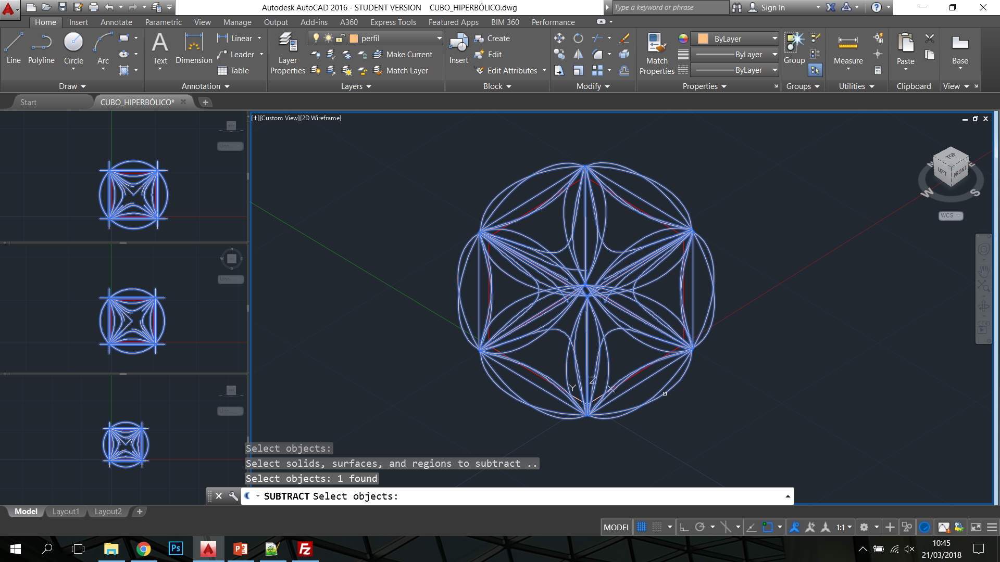 Autodesk AutoCAD 2016 - STUDENT VERSION CUBO_HIPERBÓLICO.dwg
Type a keyword or phrase
Sign In
Home Insert Annotate Parametric View Manage Output Add-ins A360 Express Tools Featured Apps BIM 360 Performance
Line Polyline Circle Arc
Draw
Text Dimension
Linear
Leader
Table
Annotation
Layer Properties
perfil
Make Current
Match Layer
Layers
Insert
Create
Edit
Edit Attributes
Block
Modify
Match Properties
ByLayer
ByLayer
ByLayer
Properties
Group
Groups
Measure
Utilities
Paste
Clipboard
Base
View
Start
CUBO_HIPERBÓLICO*
[+][Custom View][2D Wireframe]
TOP
LEFT FRONT
N E
W S
WCS
N
W E
S
Y Z X
Select objects:
Select solids, surfaces, and regions to subtract ..
Select objects: 1 found
SUBTRACT Select objects:
Model Layout1 Layout2
MODEL
1:1
Ps
Fz
10:45
21/03/2018